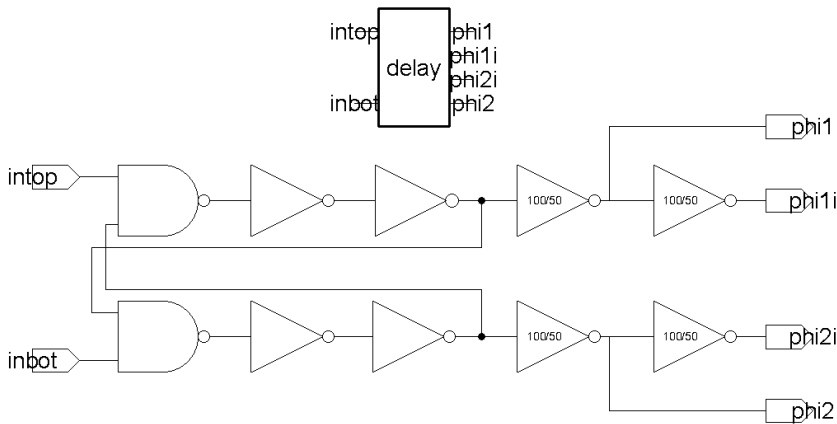 intop phi1
phi1i
delay
phi2i
inbot phi2
phi1
intop
100/50 100/50 phi1i
inbot
100/50 100/50 phi2i
phi2